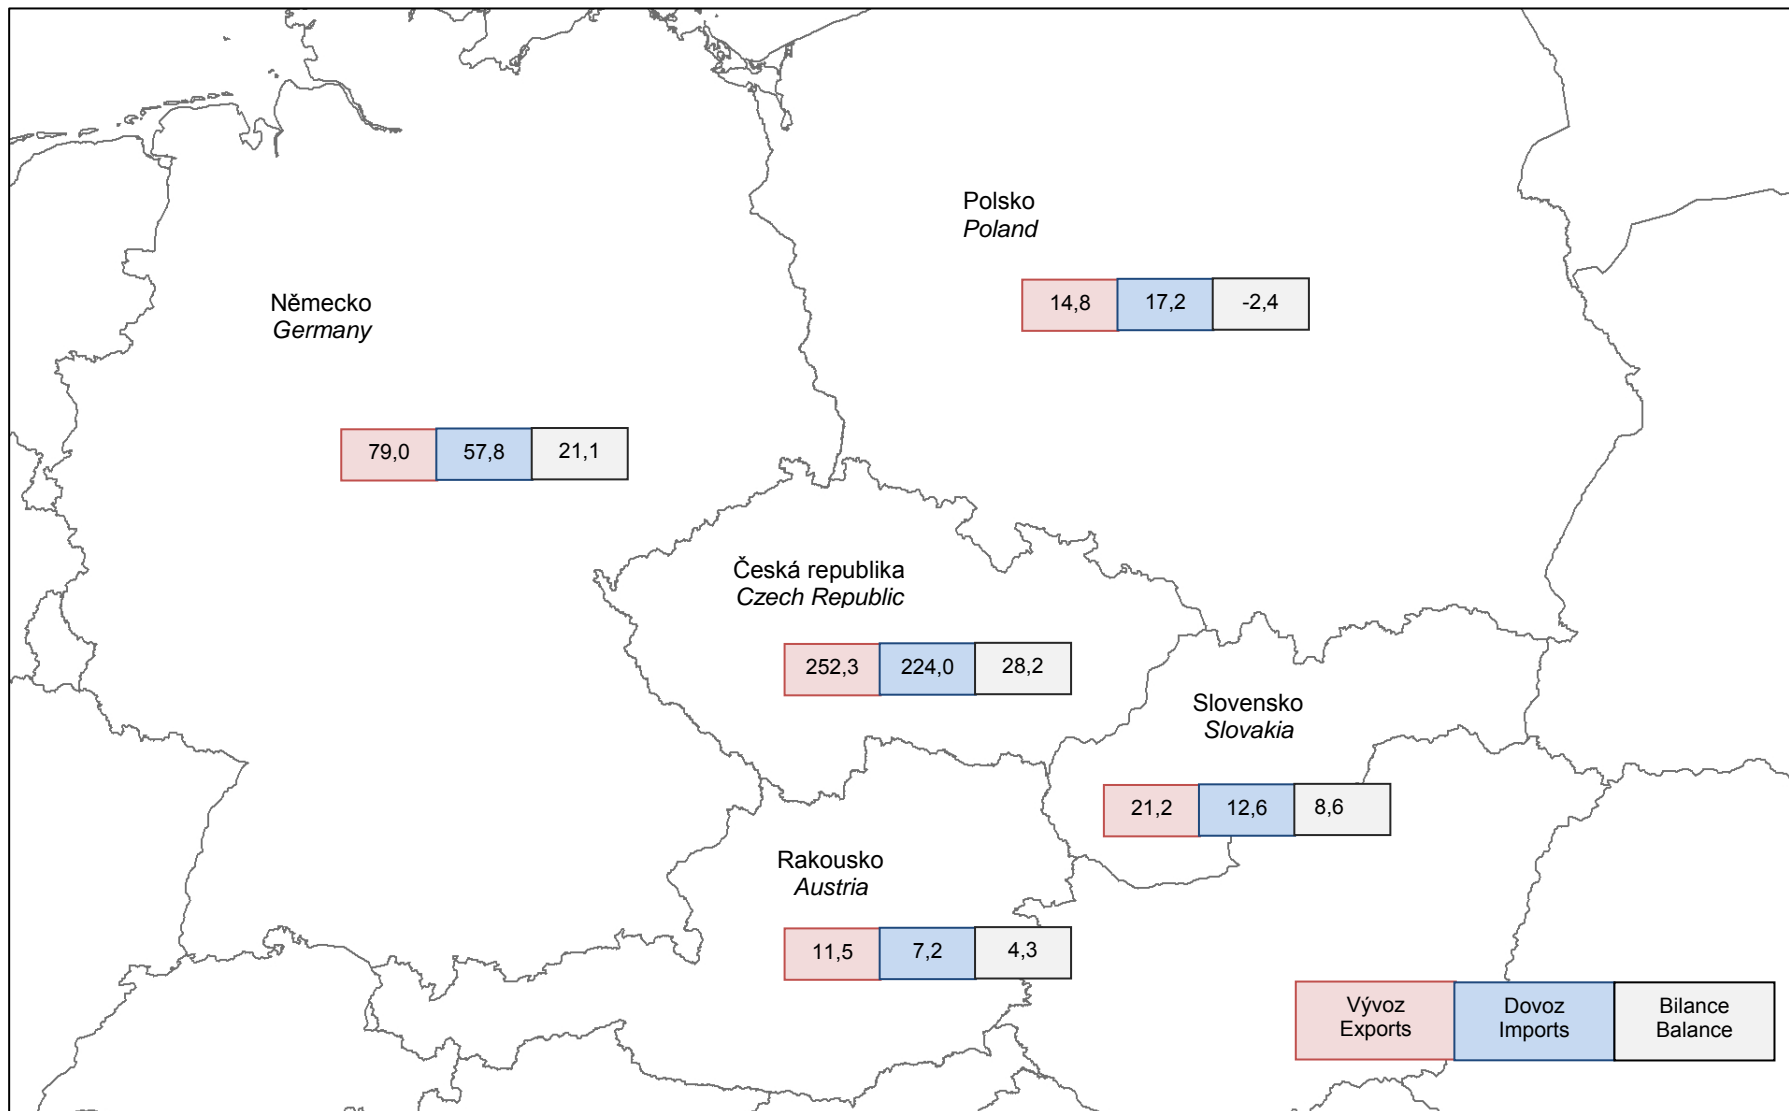 Polsko
Poland
14,8 17,2 -2,4
Německo
Germany
79,0 57,8 21,1
Česká republika
Czech Republic
252,3 224,0 28,2
Slovensko
Slovakia
21,2 12,6 8,6
Rakousko
Austria
11,5 7,2 4,3
Vývoz Dovoz Bilance
Exports Imports Balance